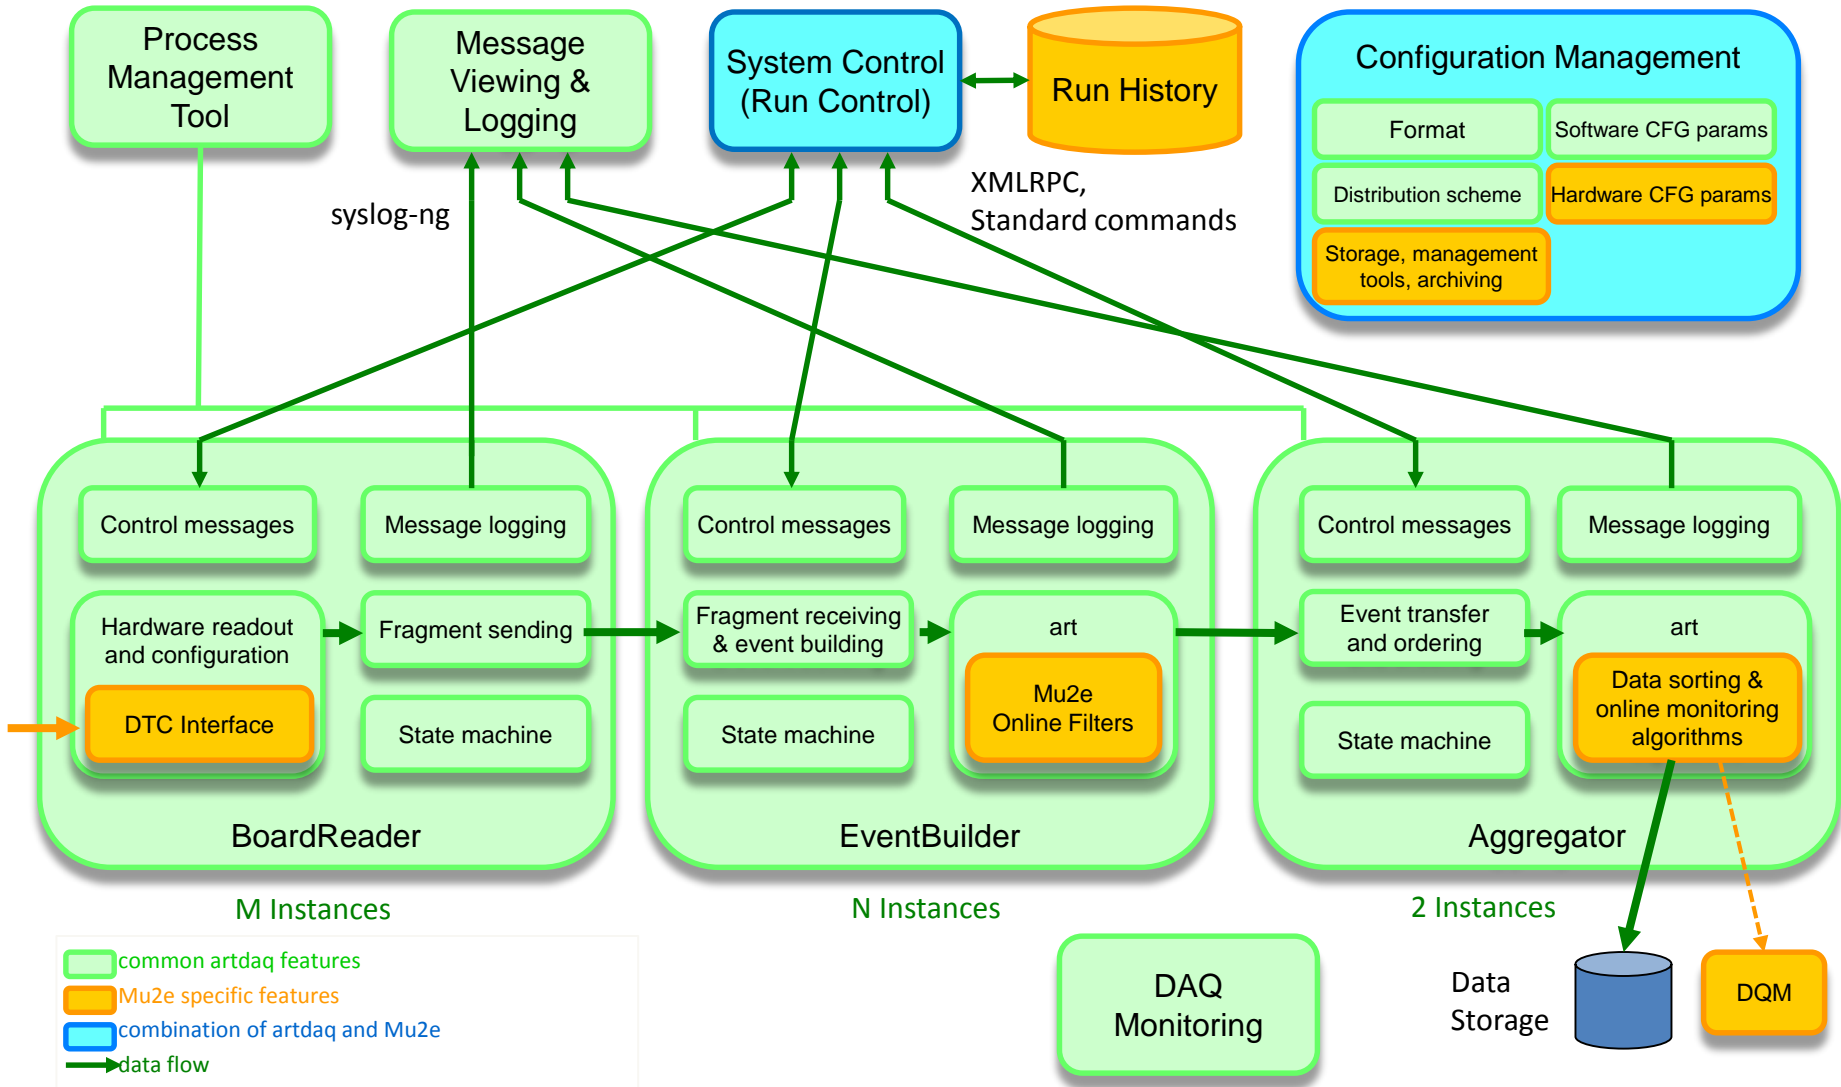 Process
Management
Tool
Message
Viewing &
Logging
System Control
(Run Control)
Run History
Configuration Management
Format
Software CFG params
Distribution scheme
Hardware CFG params
Storage, management
tools, archiving
syslog-ng
XMLRPC,
Standard commands
Control messages
Message logging
Hardware readout
and configuration
Fragment sending
DTC Interface
State machine
BoardReader
M Instances
Control messages
Message logging
Fragment receiving
& event building
art
Mu2e
Online Filters
State machine
EventBuilder
N Instances
Control messages
Message logging
Event transfer
and ordering
art
Data sorting &
online monitoring
algorithms
State machine
Aggregator
2 Instances
common artdaq features
Mu2e specific features
combination of artdaq and Mu2e
data flow
DAQ
Monitoring
Data
Storage
DQM